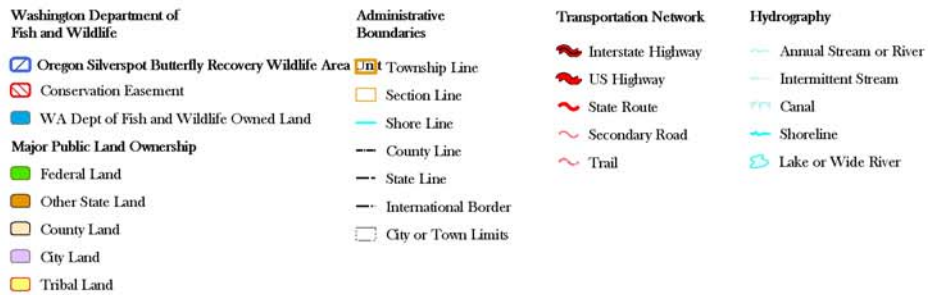 Washington Department of
Fish and Wildlife
Oregon Silverspot Butterfly Recovery Wildlife Area Unit
Conservation Easement
WA Dept of Fish and Wildlife Owned Land
Major Public Land Ownership
Federal Land
Other State Land
County Land
City Land
Tribal Land
Administrative
Boundaries
Township Line
Section Line
Shore Line
County Line
State Line
International Border
City or Town Limits
Transportation Network
Interstate Highway
US Highway
State Route
Secondary Road
Trail
Hydrography
Annual Stream or River
Intermittent Stream
Canal
Shoreline
Lake or Wide River